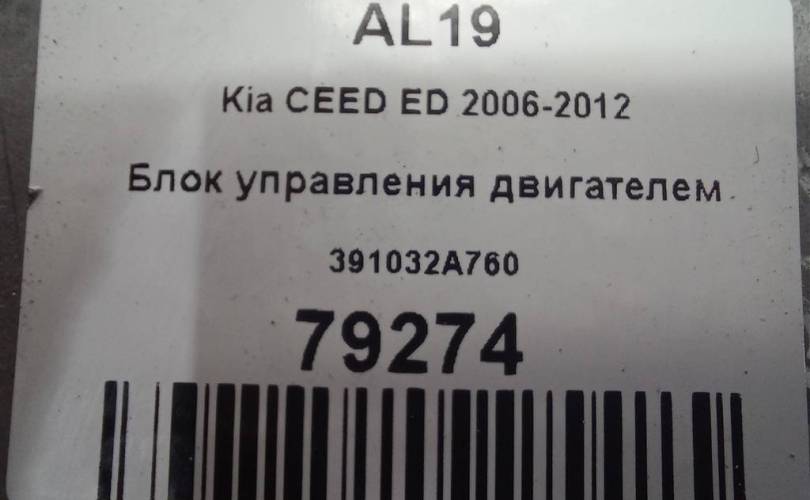 AL19
Kia CEED ED 2006-2012
Блок управления двигателем
391032A760
79274